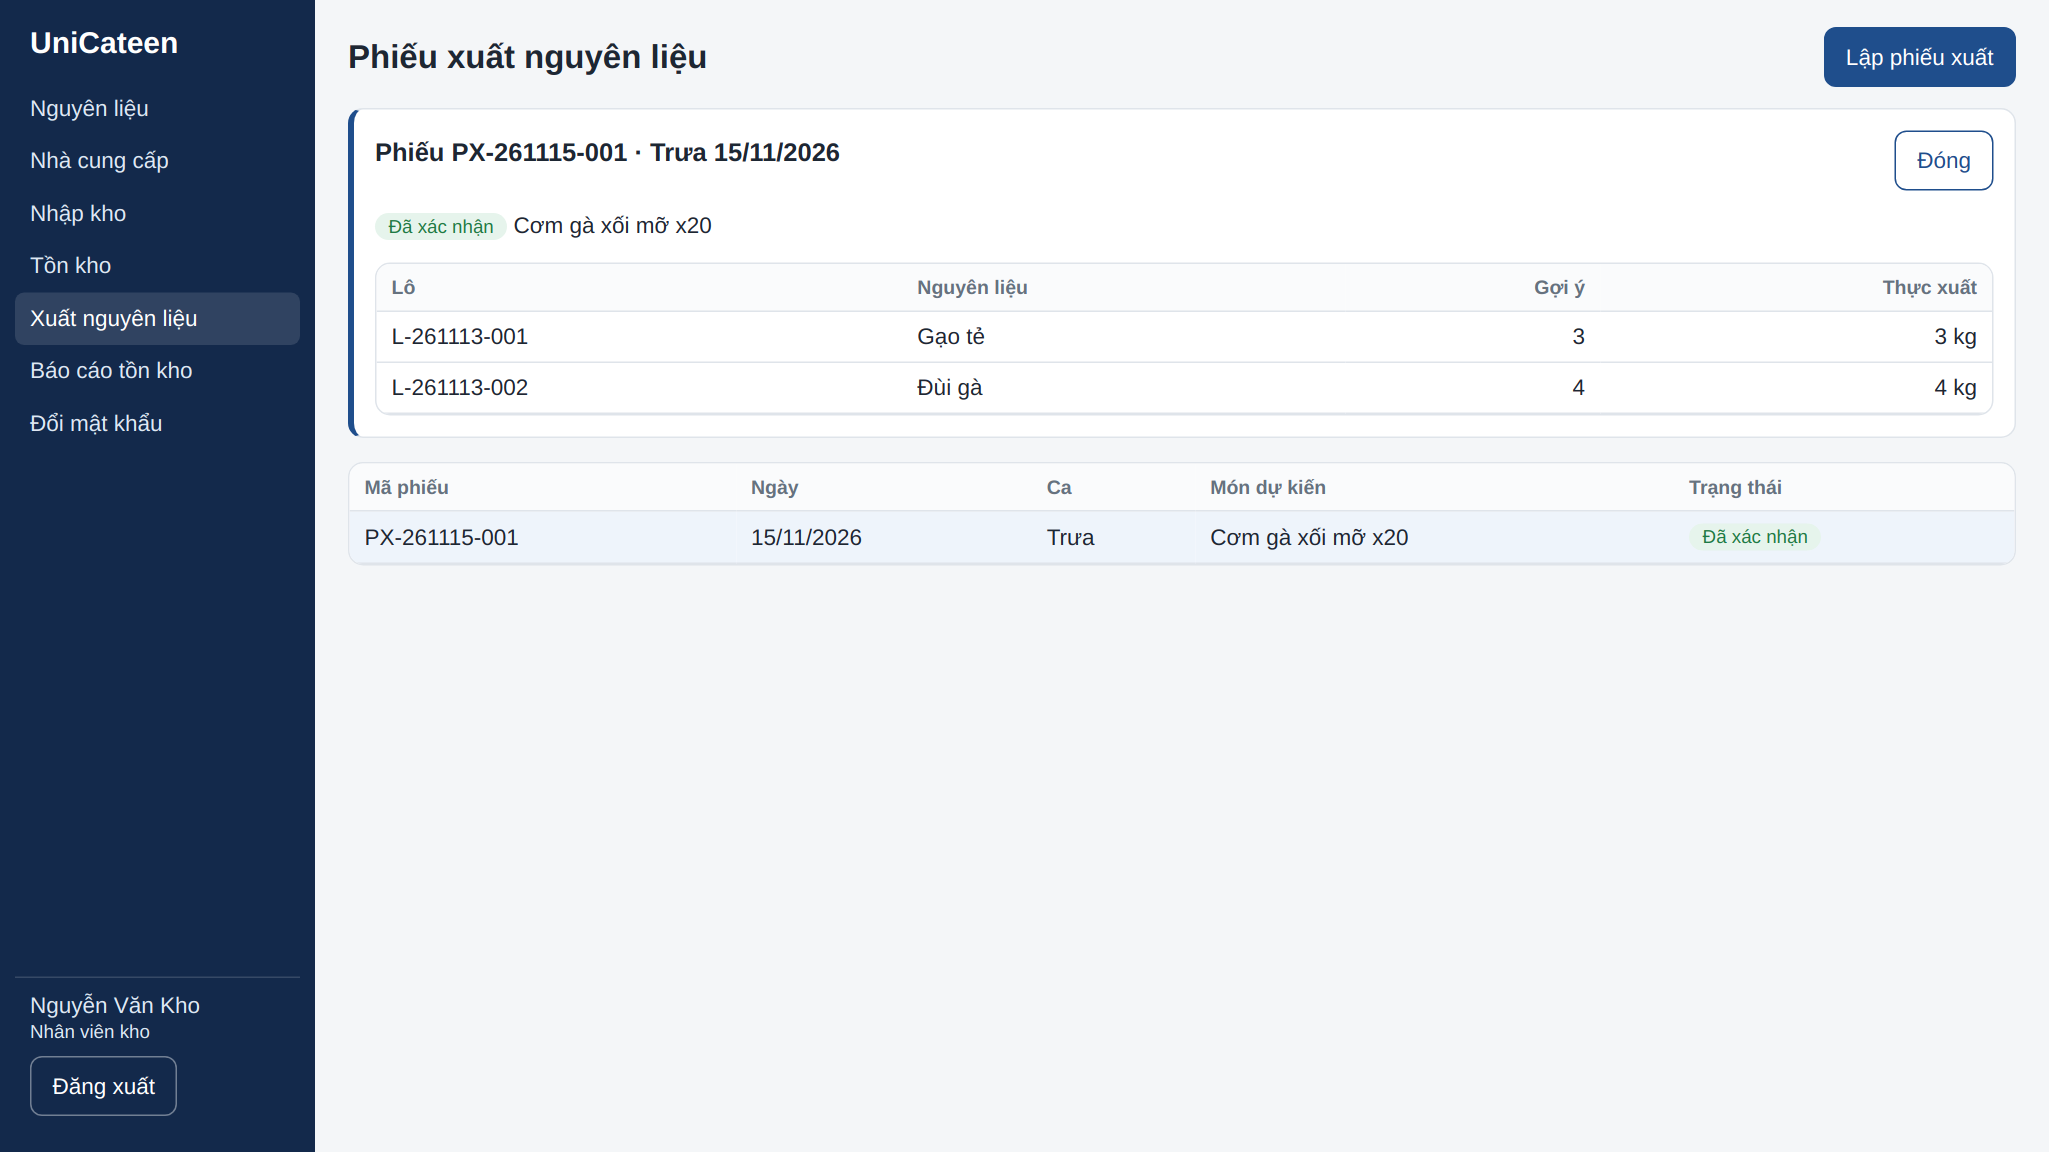 UniCateen
Nguyên liệu
Nhà cung cấp
Nhập kho
Tồn kho
Xuất nguyên liệu
Báo cáo tồn kho
Đổi mật khẩu
Nguyễn Văn Kho
Nhân viên kho
Đăng xuất
Phiếu xuất nguyên liệu
Lập phiếu xuất
Phiếu PX-261115-001 · Trưa 15/11/2026
Đóng
Đã xác nhận Cơm gà xối mỡ x20
Lô Nguyên liệu Gợi ý Thực xuất
L-261113-001 Gạo tẻ 3 3 kg
L-261113-002 Đùi gà 4 4 kg
Mã phiếu Ngày Ca Món dự kiến Trạng thái
PX-261115-001 15/11/2026 Trưa Cơm gà xối mỡ x20 Đã xác nhận